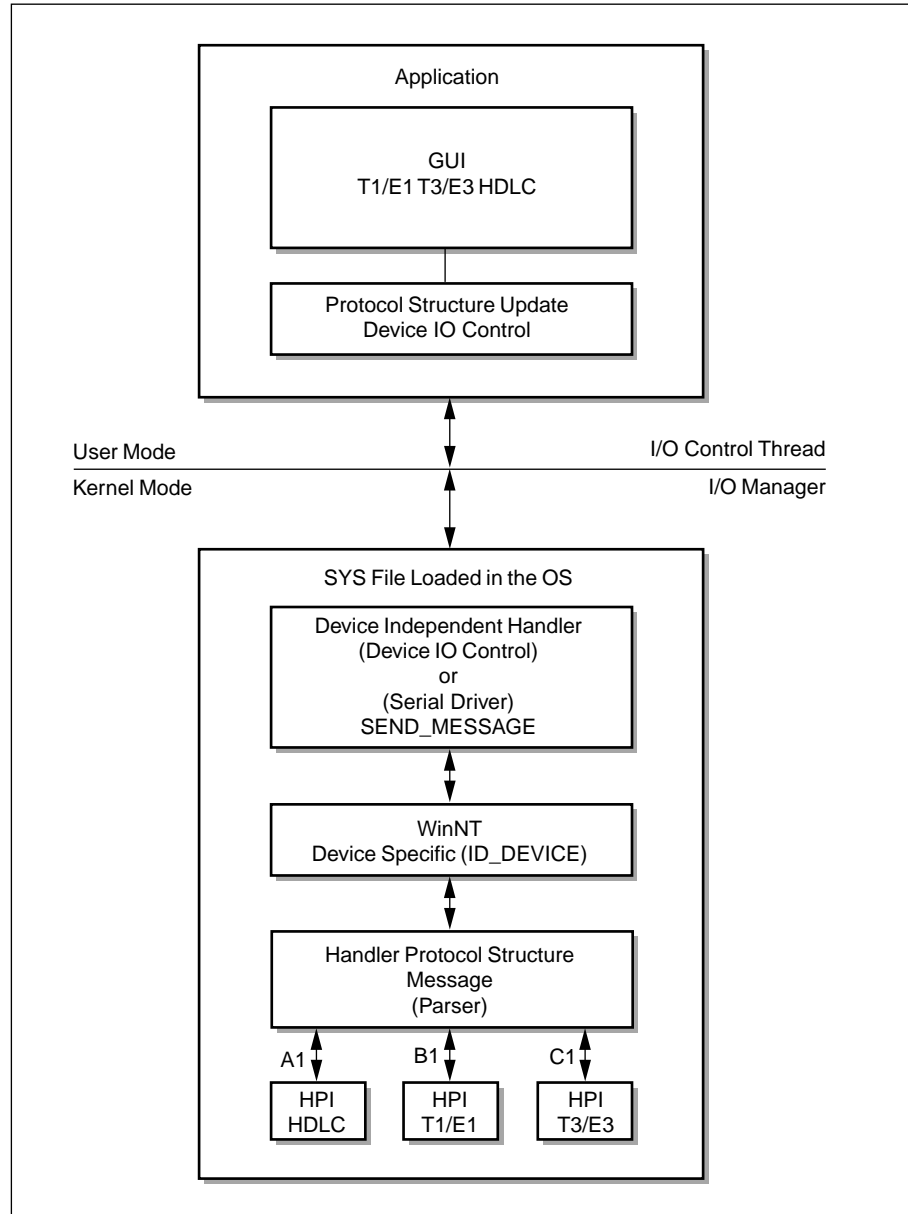 Application
GUI
T1/E1 T3/E3 HDLC
Protocol Structure Update
Device IO Control
User Mode
I/O Control Thread
Kernel Mode
I/O Manager
SYS File Loaded in the OS
Device Independent Handler
(Device IO Control)
or
(Serial Driver)
SEND_MESSAGE
WinNT
Device Specific (ID_DEVICE)
Handler Protocol Structure
Message
(Parser)
A1
B1
C1
HPI
HDLC
HPI
T1/E1
HPI
T3/E3